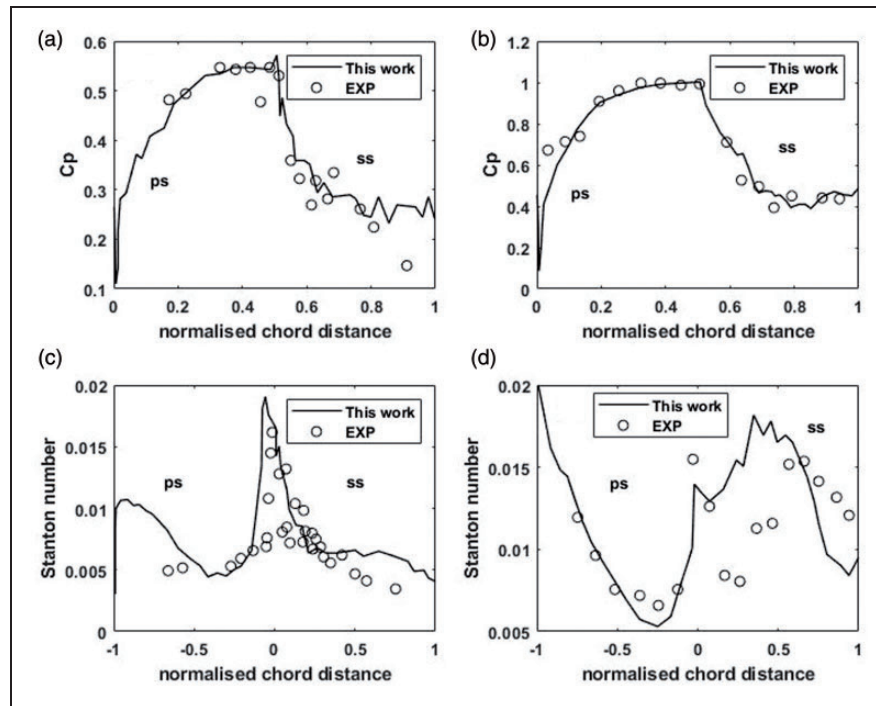 (a)
0.6
0.5
0.4
0.3
0.2
0.1
Cp
This work
EXP
ps
ss
0 0.2 0.4 0.6 0.8 1
normalised chord distance
(b)
1.2
1
0.8
0.6
0.4
0.2
0
Cp
This work
EXP
ps
ss
0 0.2 0.4 0.6 0.8 1
normalised chord distance
(c)
0.02
0.015
0.01
0.005
0
Stanton number
This work
EXP
ps
ss
-1 -0.5 0 0.5 1
normalised chord distance
(d)
0.02
0.015
0.01
0.005
Stanton number
This work
EXP
ps
ss
-1 -0.5 0 0.5 1
normalised chord distance